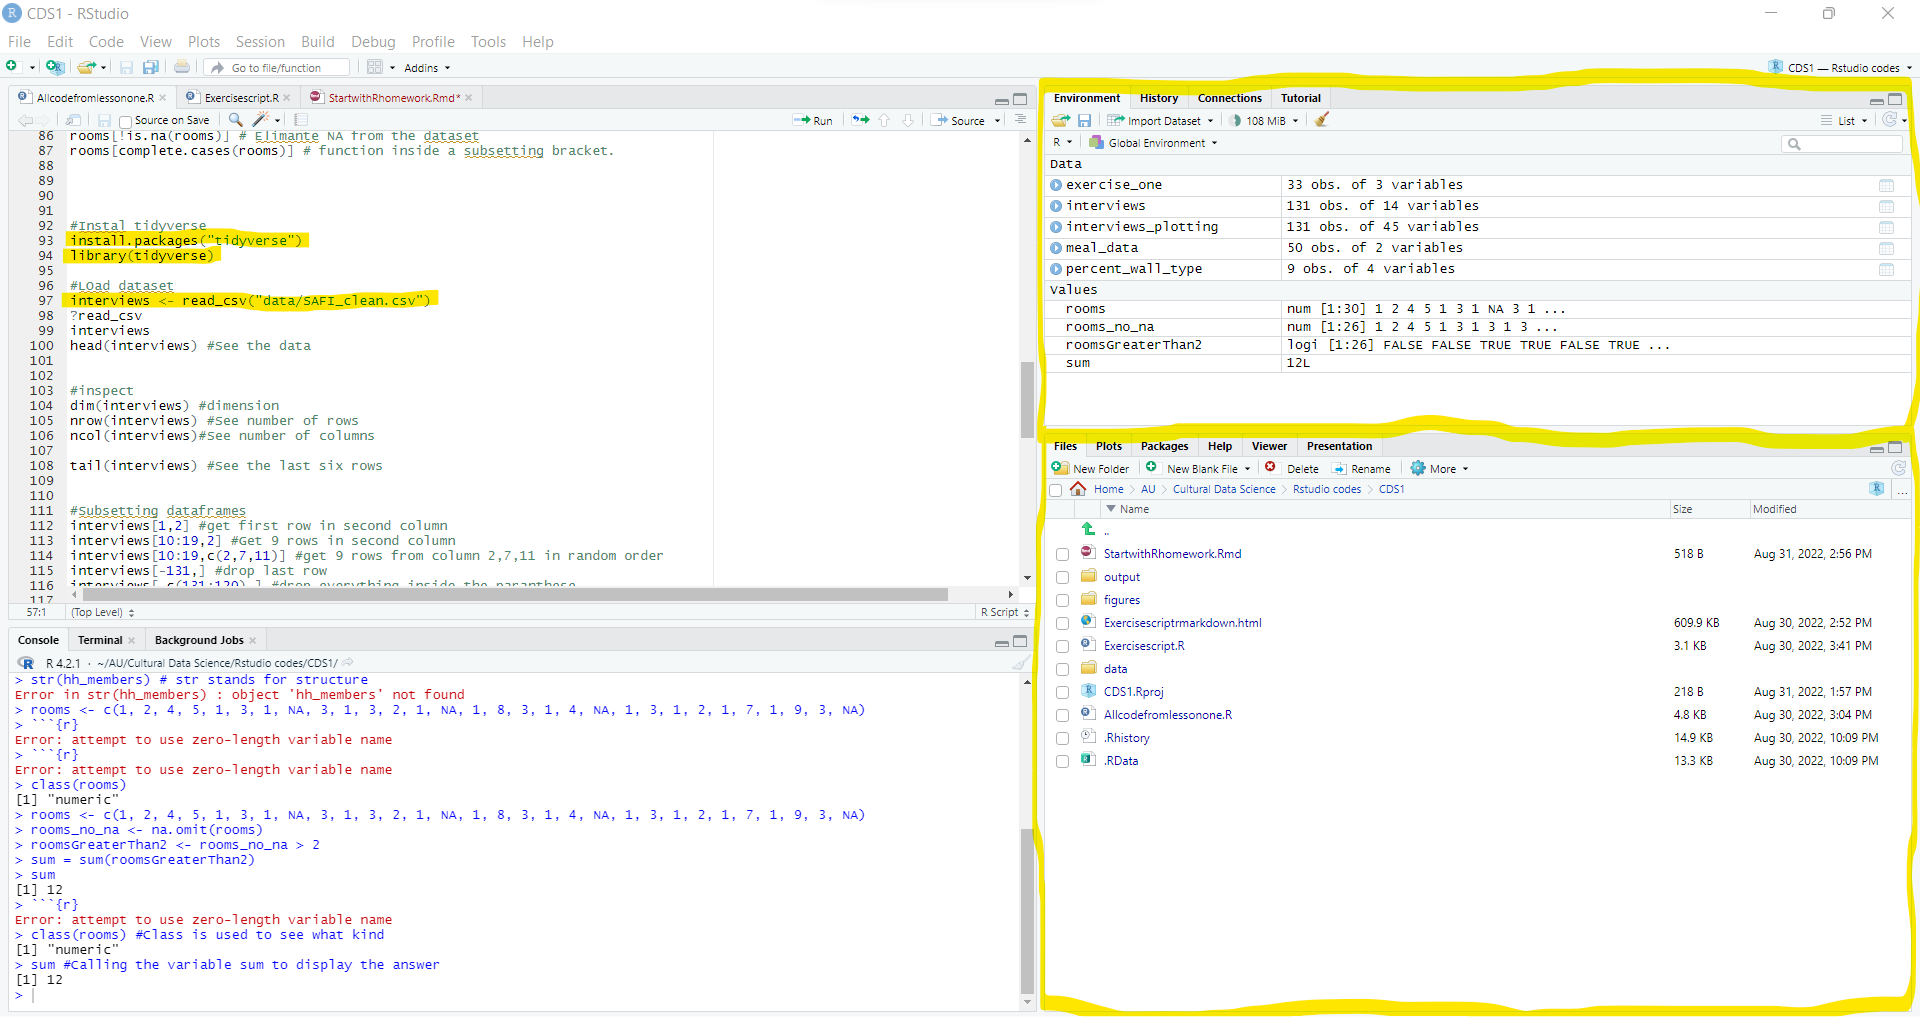 CDS1 - RStudio
File Edit Code View Plots Session Build Debug Profile Tools Help
Go to file/function Addins CDS1 — Rstudio codes
Allcodefromlessonone.R Exercisescript.R StartwithRhomework.Rmd*
Source on Save Run Source
86 rooms[!is.na(rooms)] # Elimante NA from the dataset
87 rooms[complete.cases(rooms)] # function inside a subsetting bracket.
88
89
90
91
92 #Instal tidyverse
93 install.packages("tidyverse")
94 library(tidyverse)
95
96 #LOad dataset
97 interviews <- read_csv("data/SAFI_clean.csv")
98 ?read_csv
99 interviews
100 head(interviews) #See the data
101
102
103 #inspect
104 dim(interviews) #dimension
105 nrow(interviews) #See number of rows
106 ncol(interviews)#See number of columns
107
108 tail(interviews) #See the last six rows
109
110
111 #Subsetting dataframes
112 interviews[1,2] #get first row in second column
113 interviews[10:19,2] #Get 9 rows in second column
114 interviews[10:19,c(2,7,11)] #get 9 rows from column 2,7,11 in random order
115 interviews[-131,] #drop last row
116 interviews[-c(131:120),] #drop everything inside the paranthese
117
57:1 (Top Level) R Script
Console Terminal Background Jobs
R 4.2.1 · ~/AU/Cultural Data Science/Rstudio codes/CDS1/
> str(hh_members) # str stands for structure
Error in str(hh_members) : object 'hh_members' not found
> rooms <- c(1, 2, 4, 5, 1, 3, 1, NA, 3, 1, 3, 2, 1, NA, 1, 8, 3, 1, 4, NA, 1, 3, 1, 2, 1, 7, 1, 9, 3, NA)
> ```{r}
Error: attempt to use zero-length variable name
> ```{r}
Error: attempt to use zero-length variable name
> class(rooms)
[1] "numeric"
> rooms <- c(1, 2, 4, 5, 1, 3, 1, NA, 3, 1, 3, 2, 1, NA, 1, 8, 3, 1, 4, NA, 1, 3, 1, 2, 1, 7, 1, 9, 3, NA)
> rooms_no_na <- na.omit(rooms)
> roomsGreaterThan2 <- rooms_no_na > 2
> sum = sum(roomsGreaterThan2)
> sum
[1] 12
> ```{r}
Error: attempt to use zero-length variable name
> class(rooms) #Class is used to see what kind
[1] "numeric"
> sum #Calling the variable sum to display the answer
[1] 12
>
Environment History Connections Tutorial
Import Dataset 108 MiB List
R Global Environment
Data
exercise_one 33 obs. of 3 variables
interviews 131 obs. of 14 variables
interviews_plotting 131 obs. of 45 variables
meal_data 50 obs. of 2 variables
percent_wall_type 9 obs. of 4 variables
Values
rooms num [1:30] 1 2 4 5 1 3 1 NA 3 1 ...
rooms_no_na num [1:26] 1 2 4 5 1 3 1 3 1 3 ...
roomsGreaterThan2 logi [1:26] FALSE FALSE TRUE TRUE FALSE TRUE ...
sum 12L
Files Plots Packages Help Viewer Presentation
New Folder New Blank File Delete Rename More
Home AU Cultural Data Science Rstudio codes CDS1 ...
Name Size Modified
..
StartwithRhomework.Rmd 518 B Aug 31, 2022, 2:56 PM
output
figures
Exercisescriptrmarkdown.html 609.9 KB Aug 30, 2022, 2:52 PM
Exercisescript.R 3.1 KB Aug 30, 2022, 3:41 PM
data
CDS1.Rproj 218 B Aug 31, 2022, 1:57 PM
Allcodefromlessonone.R 4.8 KB Aug 30, 2022, 3:04 PM
.Rhistory 14.9 KB Aug 30, 2022, 10:09 PM
.RData 13.3 KB Aug 30, 2022, 10:09 PM